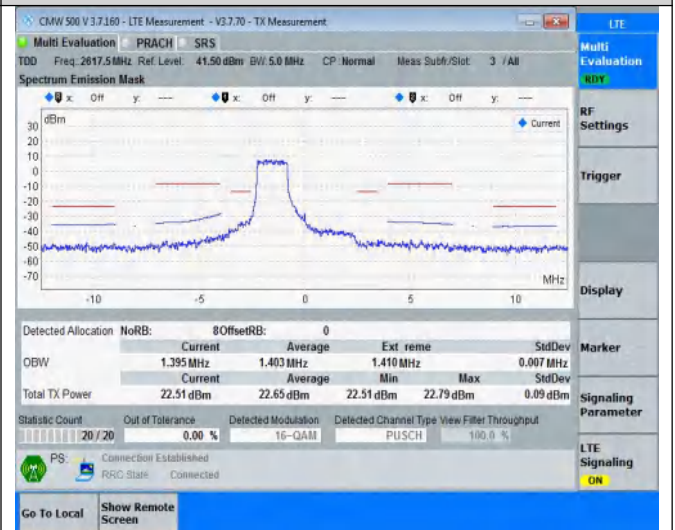 CMW 500 V 3.7.160 - LTE Measurement - V3.7.70 - TX Measurement
LTE
Multi Evaluation PRACH SRS
TDD Freq.:2617.5MHz Ref. Level: 41.50 dBm BW: 5.0 MHz CP: Normal Meas Subfr./Slot: 3 / All
Spectrum Emission Mask
x: Off y: --- x: Off y: --- x: Off y: ---
dBm
Current
30
20
10
0
-10
-20
-30
-40
-50
-60
-70
MHz
-10 -5 0 5 10
Detected Allocation NoRB: 8 OffsetRB: 0
Current Average Ext reme StdDev
OBW 1.395 MHz 1.403 MHz 1.410 MHz 0.007 MHz
Current Average Min Max StdDev
Total TX Power 22.51 dBm 22.65 dBm 22.51 dBm 22.79 dBm 0.09 dBm
Statistic Count Out of Tolerance Detected Modulation Detected Channel Type View Filter Throughput
20 / 20 0.00 % 16-QAM PUSCH 100.0 %
PS: Connection Established
RRC State Connected
Multi
Evaluation
RDY
RF
Settings
Trigger
Display
Marker
Signaling
Parameter
LTE
Signaling
ON
Go To Local
Show Remote
Screen